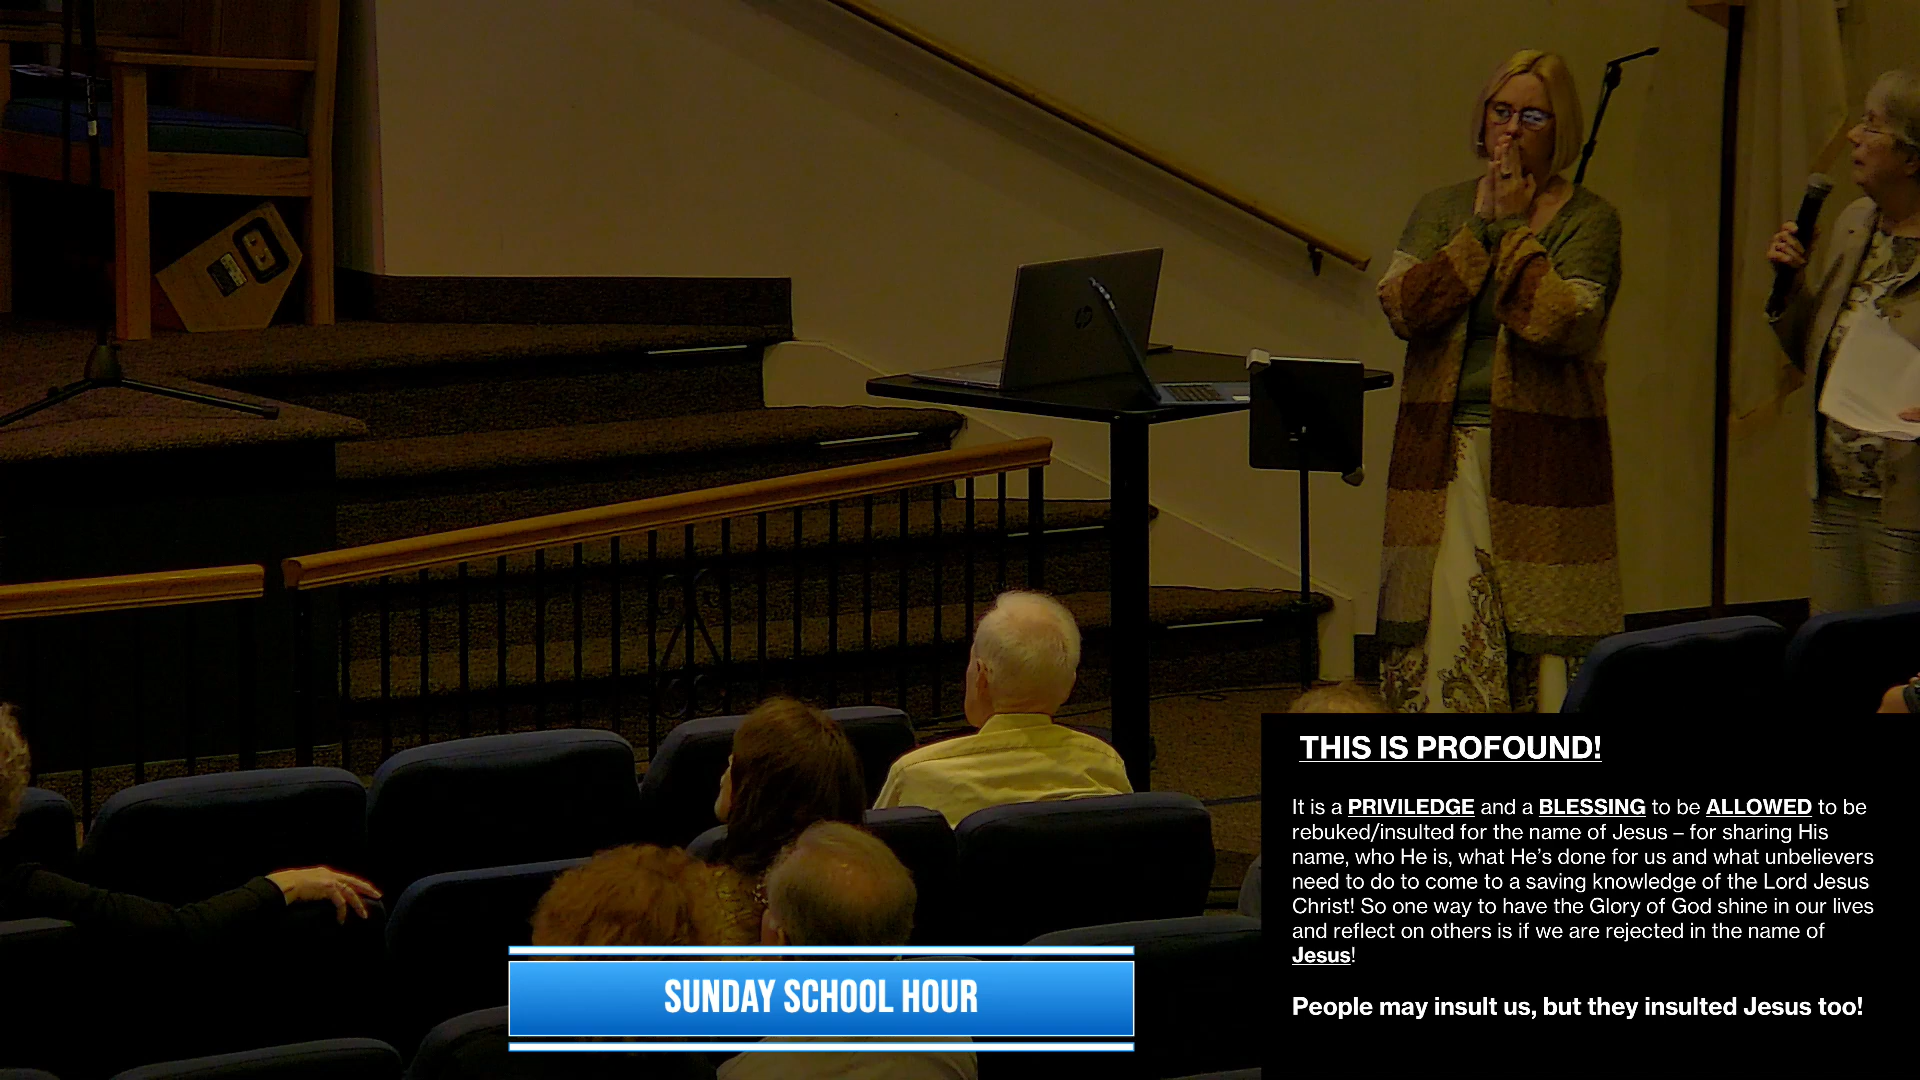 THIS IS PROFOUND!
It is a PRIVILEDGE and a BLESSING to be ALLOWED to be
rebuked/insulted for the name of Jesus – for sharing His
name, who He is, what He’s done for us and what unbelievers
need to do to come to a saving knowledge of the Lord Jesus
Christ! So one way to have the Glory of God shine in our lives
and reflect on others is if we are rejected in the name of
Jesus!
People may insult us, but they insulted Jesus too!
SUNDAY SCHOOL HOUR
hp